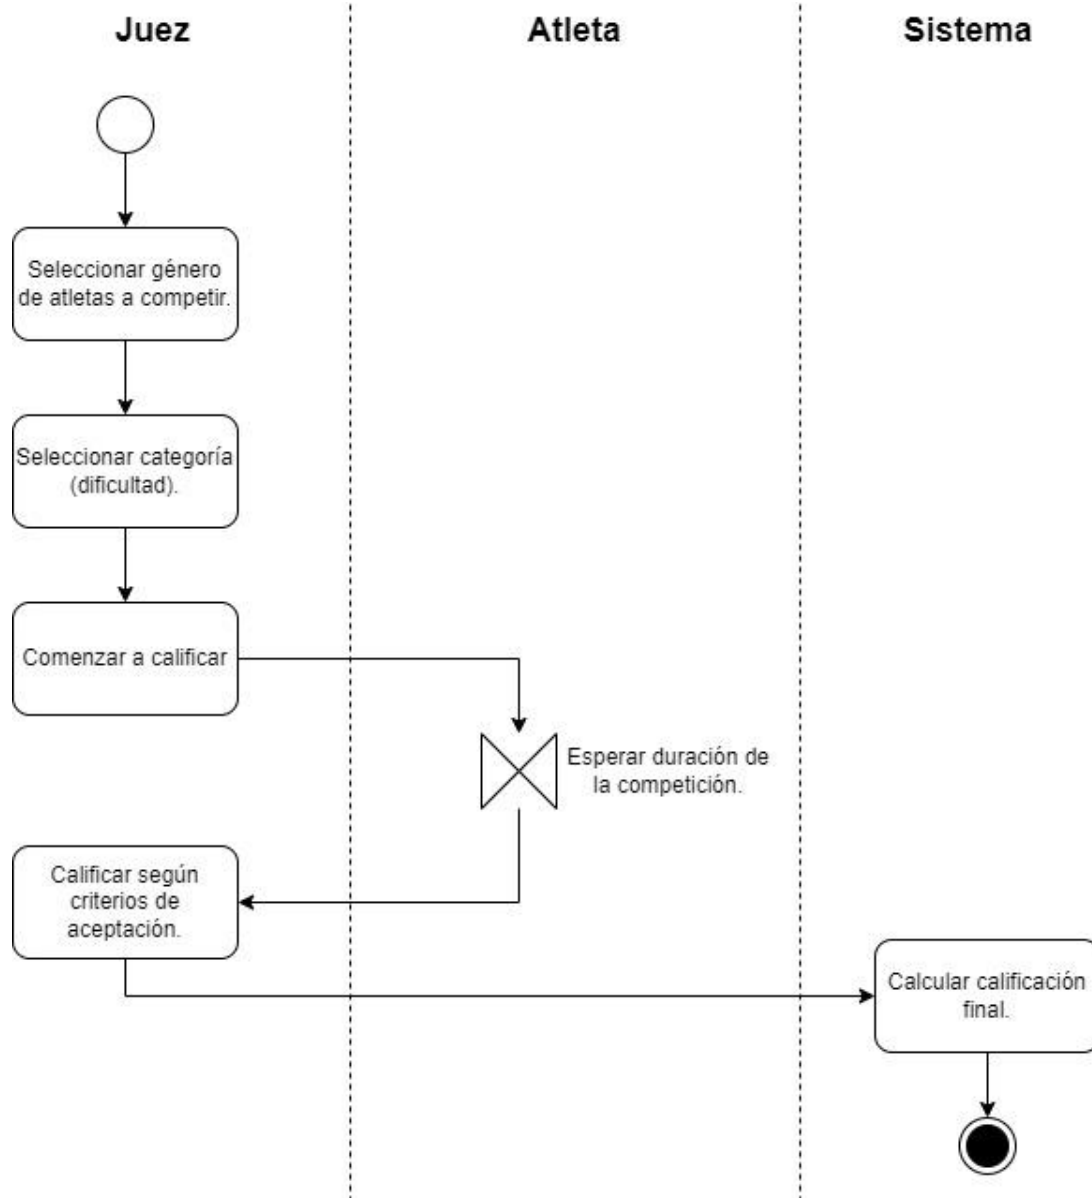 Juez
Atleta
Sistema
Seleccionar género
de atletas a competir.
Seleccionar categoría
(dificultad).
Comenzar a calificar
Esperar duración de
la competición.
Calificar según
criterios de
aceptación.
Calcular calificación
final.